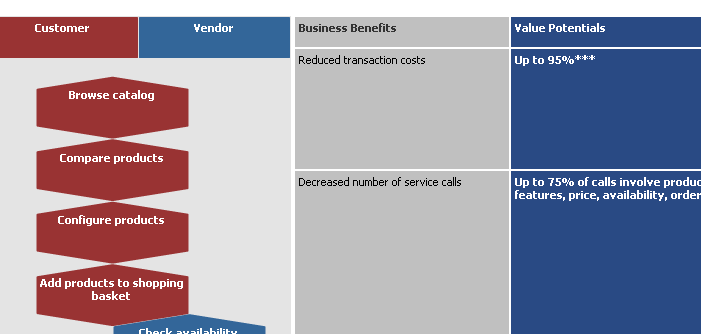 Customer
Vendor
Business Benefits
Value Potentials
Reduced transaction costs
Up to 95%***
Browse catalog
Compare products
Decreased number of service calls
Up to 75% of calls involve produc
features, price, availability, order
Configure products
Add products to shopping
basket
Check availability